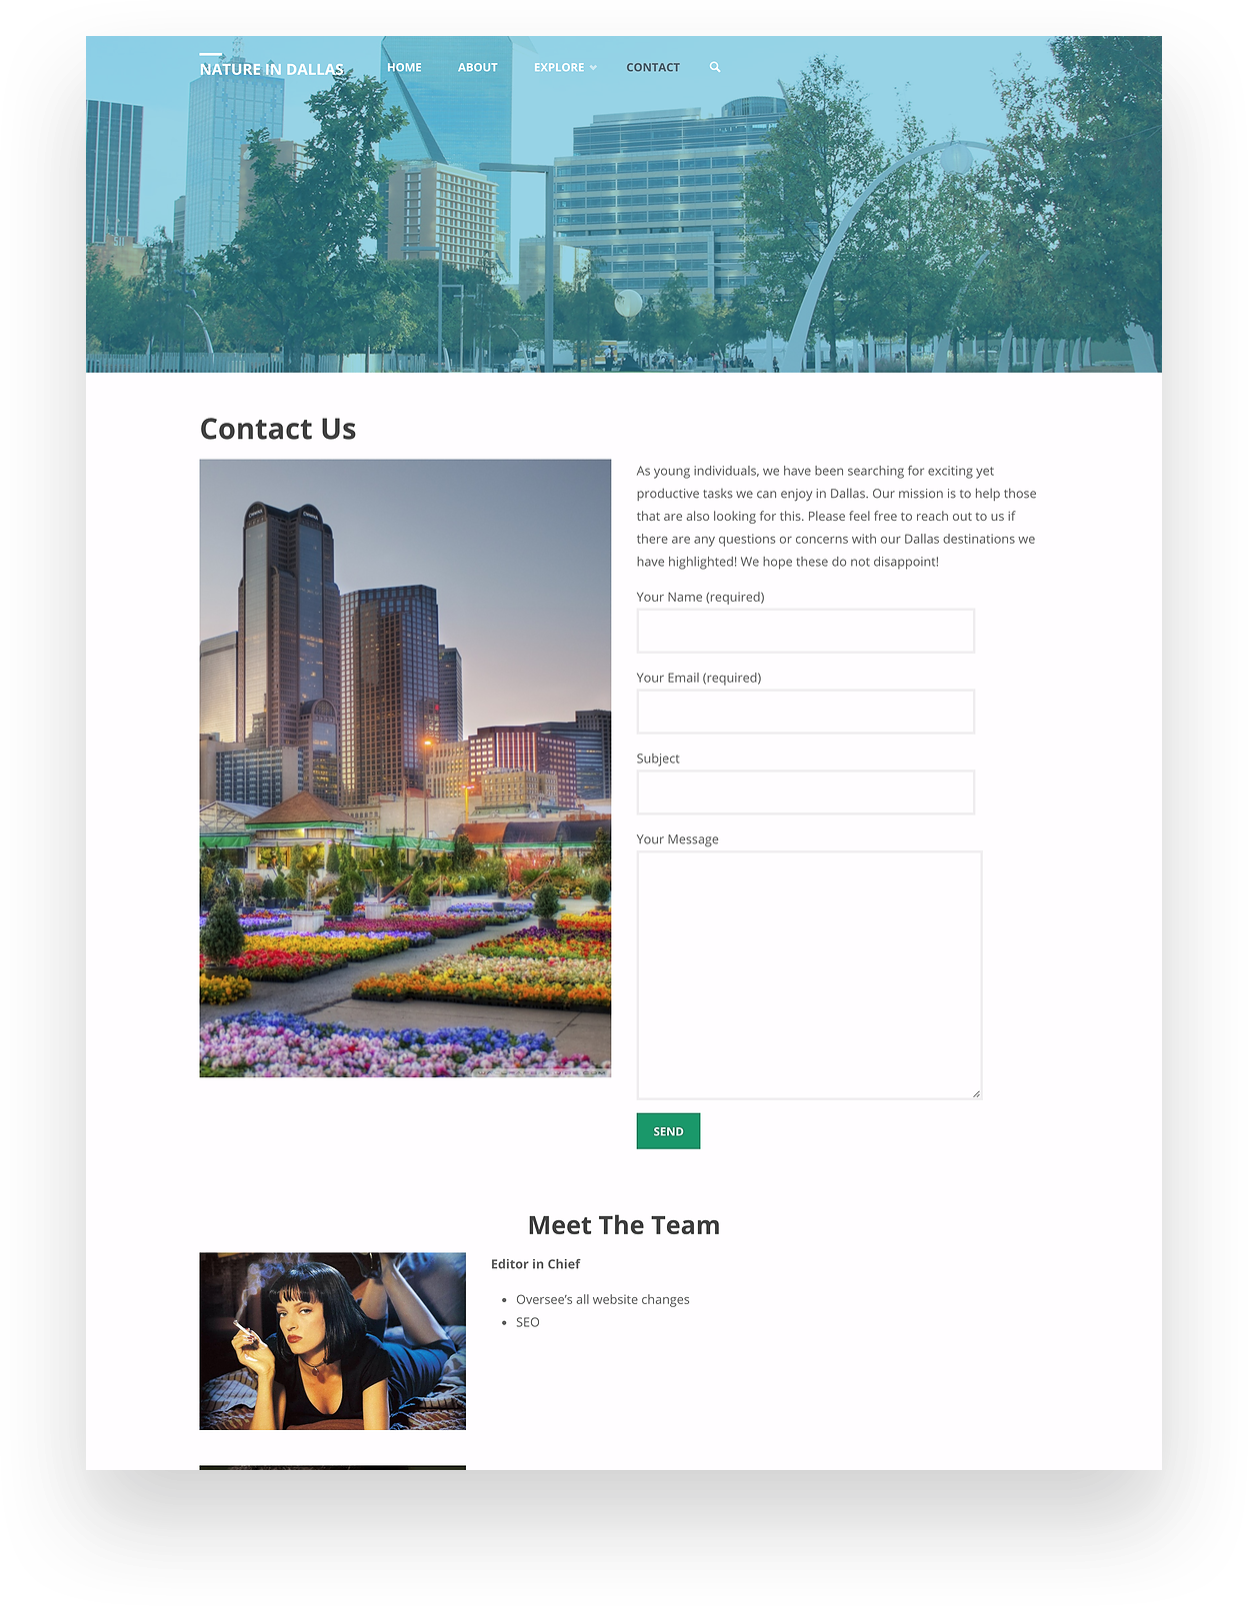 NATURE IN DALLAS
HOME
ABOUT
EXPLORE
CONTACT
Contact Us
As young individuals, we have been searching for exciting yet
productive tasks we can enjoy in Dallas. Our mission is to help those
that are also looking for this. Please feel free to reach out to us if
there are any questions or concerns with our Dallas destinations we
have highlighted! We hope these do not disappoint!
Your Name (required)
Your Email (required)
Subject
Your Message
SEND
Meet The Team
Editor in Chief
• Oversee’s all website changes
• SEO